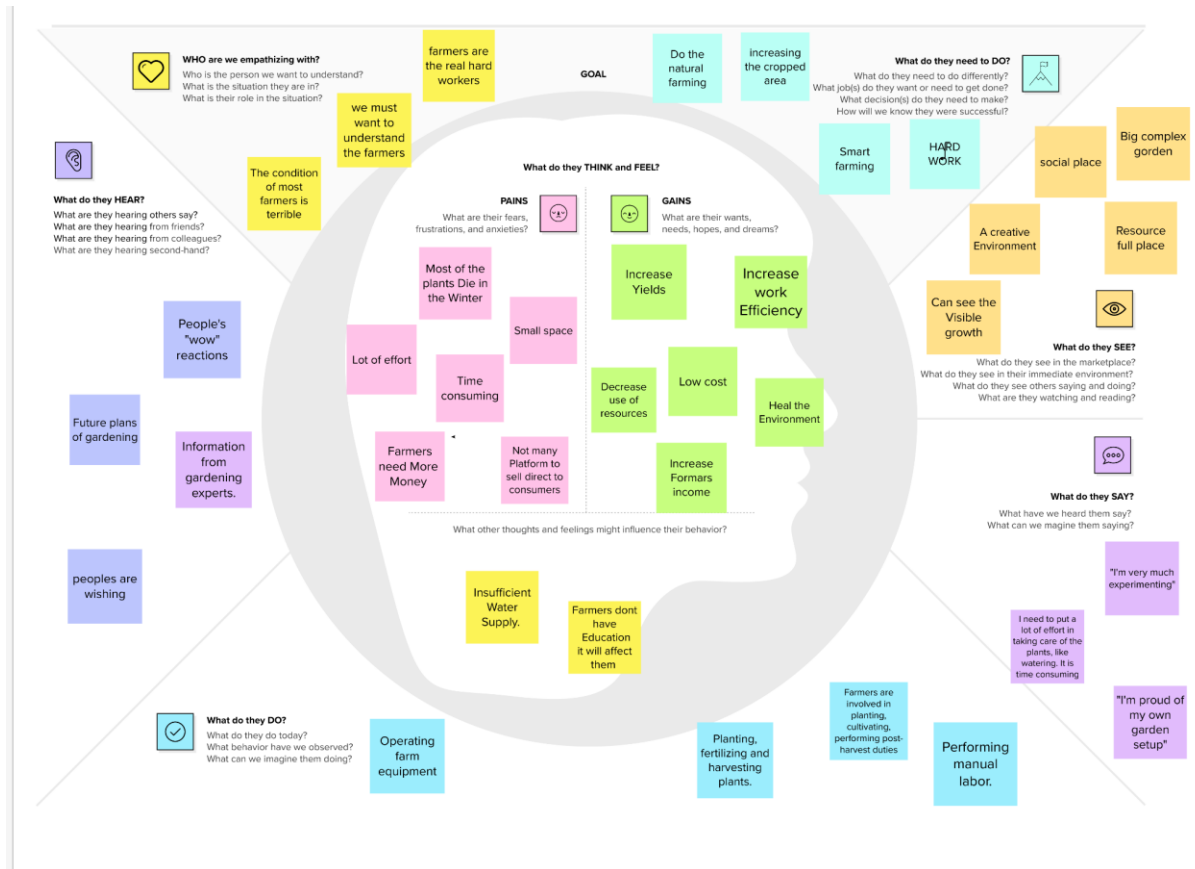 WHO are we empathizing with?
Who is the person we want to understand?
What is the situation they are in?
What is their role in the situation?
farmers are
the real hard
workers
we must
want to
understand
the farmers
The condition
of most
farmers is
terrible
GOAL
Do the
natural
farming
increasing
the cropped
area
What do they need to DO?
What do they need to do differently?
What job(s) do they want or need to get done?
What decision(s) do they need to make?
How will we know they were successful?
Smart
farming
HARD
WORK
What do they HEAR?
What are they hearing others say?
What are they hearing from friends?
What are they hearing from colleagues?
What are they hearing second-hand?
People's
"wow"
reactions
Future plans
of gardening
Information
from
gardening
experts.
peoples are
wishing
What do they THINK and FEEL?
PAINS
What are their fears,
frustrations, and anxieties?
Most of the
plants Die in
the Winter
Small space
Lot of effort
Time
consuming
Farmers
need More
Money
Not many
Platform to
sell direct to
consumers
GAINS
What are their wants,
needs, hopes, and dreams?
Increase
Yields
Increase
work
Efficiency
Decrease
use of
resources
Low cost
Heal the
Environment
Increase
Formars
income
What other thoughts and feelings might influence their behavior?
Insufficient
Water
Supply.
Farmers dont
have
Education
it will affect
them
social place
Big complex
gorden
A creative
Environment
Resource
full place
Can see the
Visible
growth
What do they SEE?
What do they see in the marketplace?
What do they see in their immediate environment?
What do they see others saying and doing?
What are they watching and reading?
What do they SAY?
What have we heard them say?
What can we magine them saying?
"I'm very much
experimenting"
I need to put a
lot of effort in
taking care of the
plants, like
watering. It is
time consuming
"I'm proud of
my own
garden
setup"
What do they DO?
What do they do today?
What behavior have we observed?
What can we imagine them doing?
Operating
farm
equipment
Planting,
fertilizing and
harvesting
plants.
Farmers are
involved in
planting,
cultivating,
performing post-
harvest duties
Performing
manual
labor.